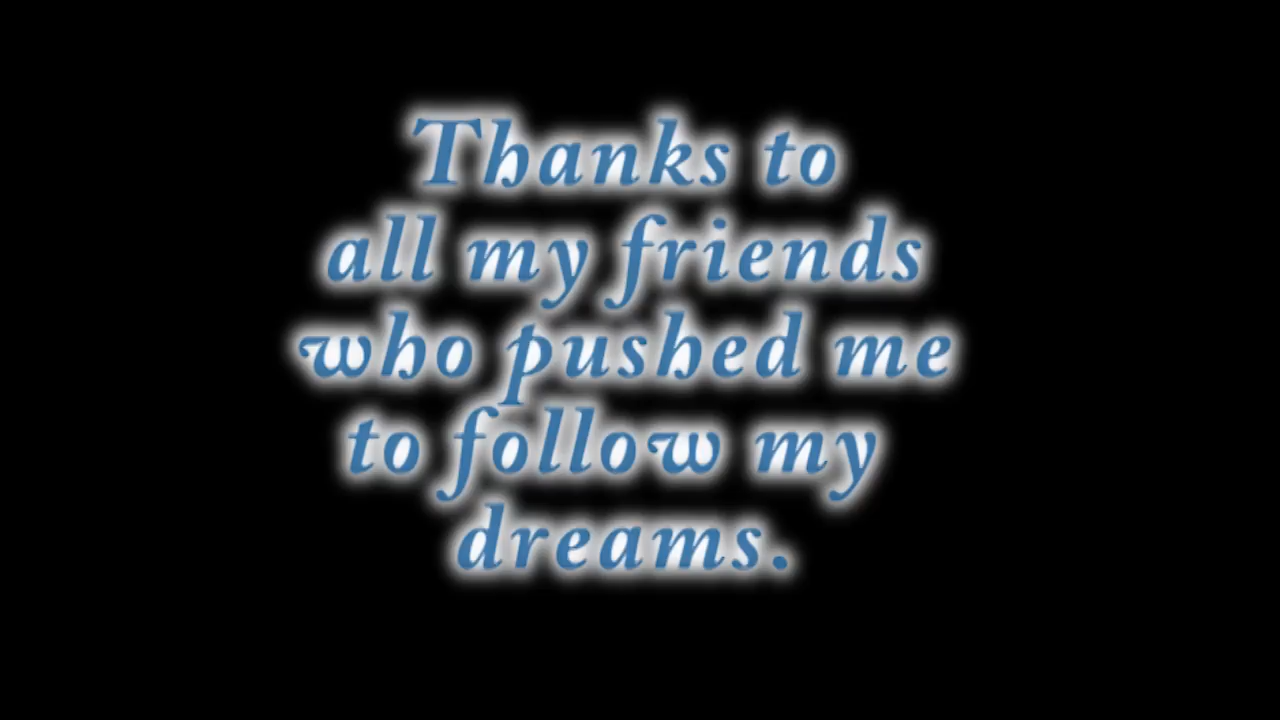 Thanks to
all my friends
who pushed me
to follow my
dreams.